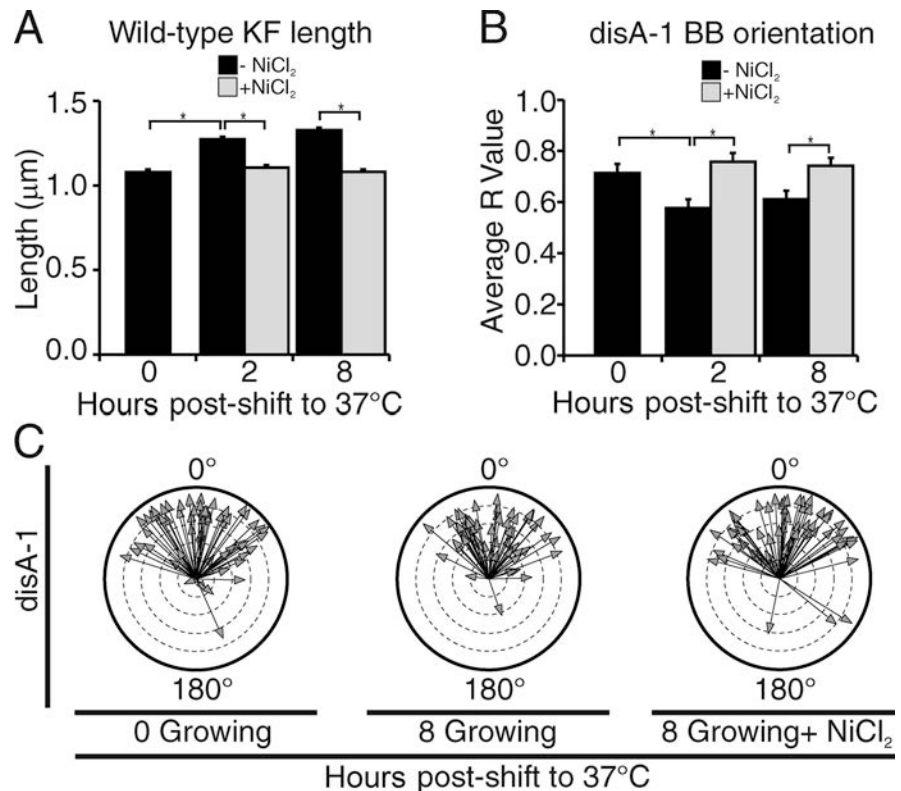 A Wild-type KF length
- NiCl₂
+NiCl₂
* * *
1.5
1.0
0.5
0.0
Length (μm)
0 2 8
Hours post-shift to 37°C
B disA-1 BB orientation
- NiCl₂
+NiCl₂
* * *
1.0
0.8
0.6
0.4
0.2
0.0
Average R Value
0 2 8
Hours post-shift to 37°C
C
disA-1
0° 0° 0°
180° 180° 180°
0 Growing 8 Growing 8 Growing+ NiCl₂
Hours post-shift to 37°C